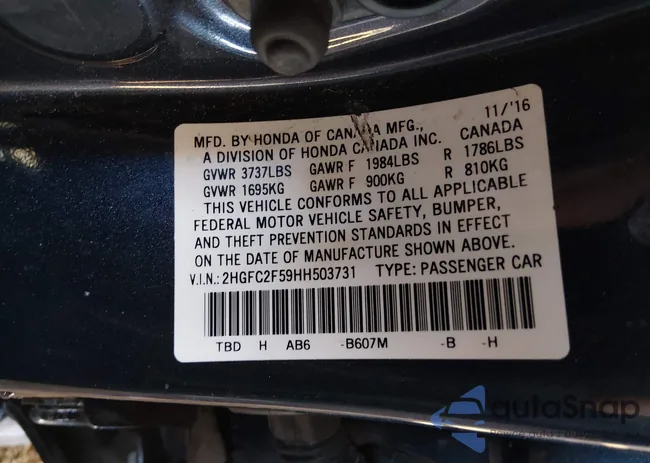 11/'16
MFD. BY HONDA OF CANADA MFG.,
A DIVISION OF HONDA CANADA INC. CANADA
GVWR 3737LBS GAWR F 1984LBS R 1786LBS
GVWR 1695KG GAWR F 900KG R 810KG
THIS VEHICLE CONFORMS TO ALL APPLICABLE
FEDERAL MOTOR VEHICLE SAFETY, BUMPER,
AND THEFT PREVENTION STANDARDS IN EFFECT
ON THE DATE OF MANUFACTURE SHOWN ABOVE.
V.I.N.: 2HGFC2F59HH503731 TYPE: PASSENGER CAR
TBD H AB6 -B607M -B -H
autoSnap